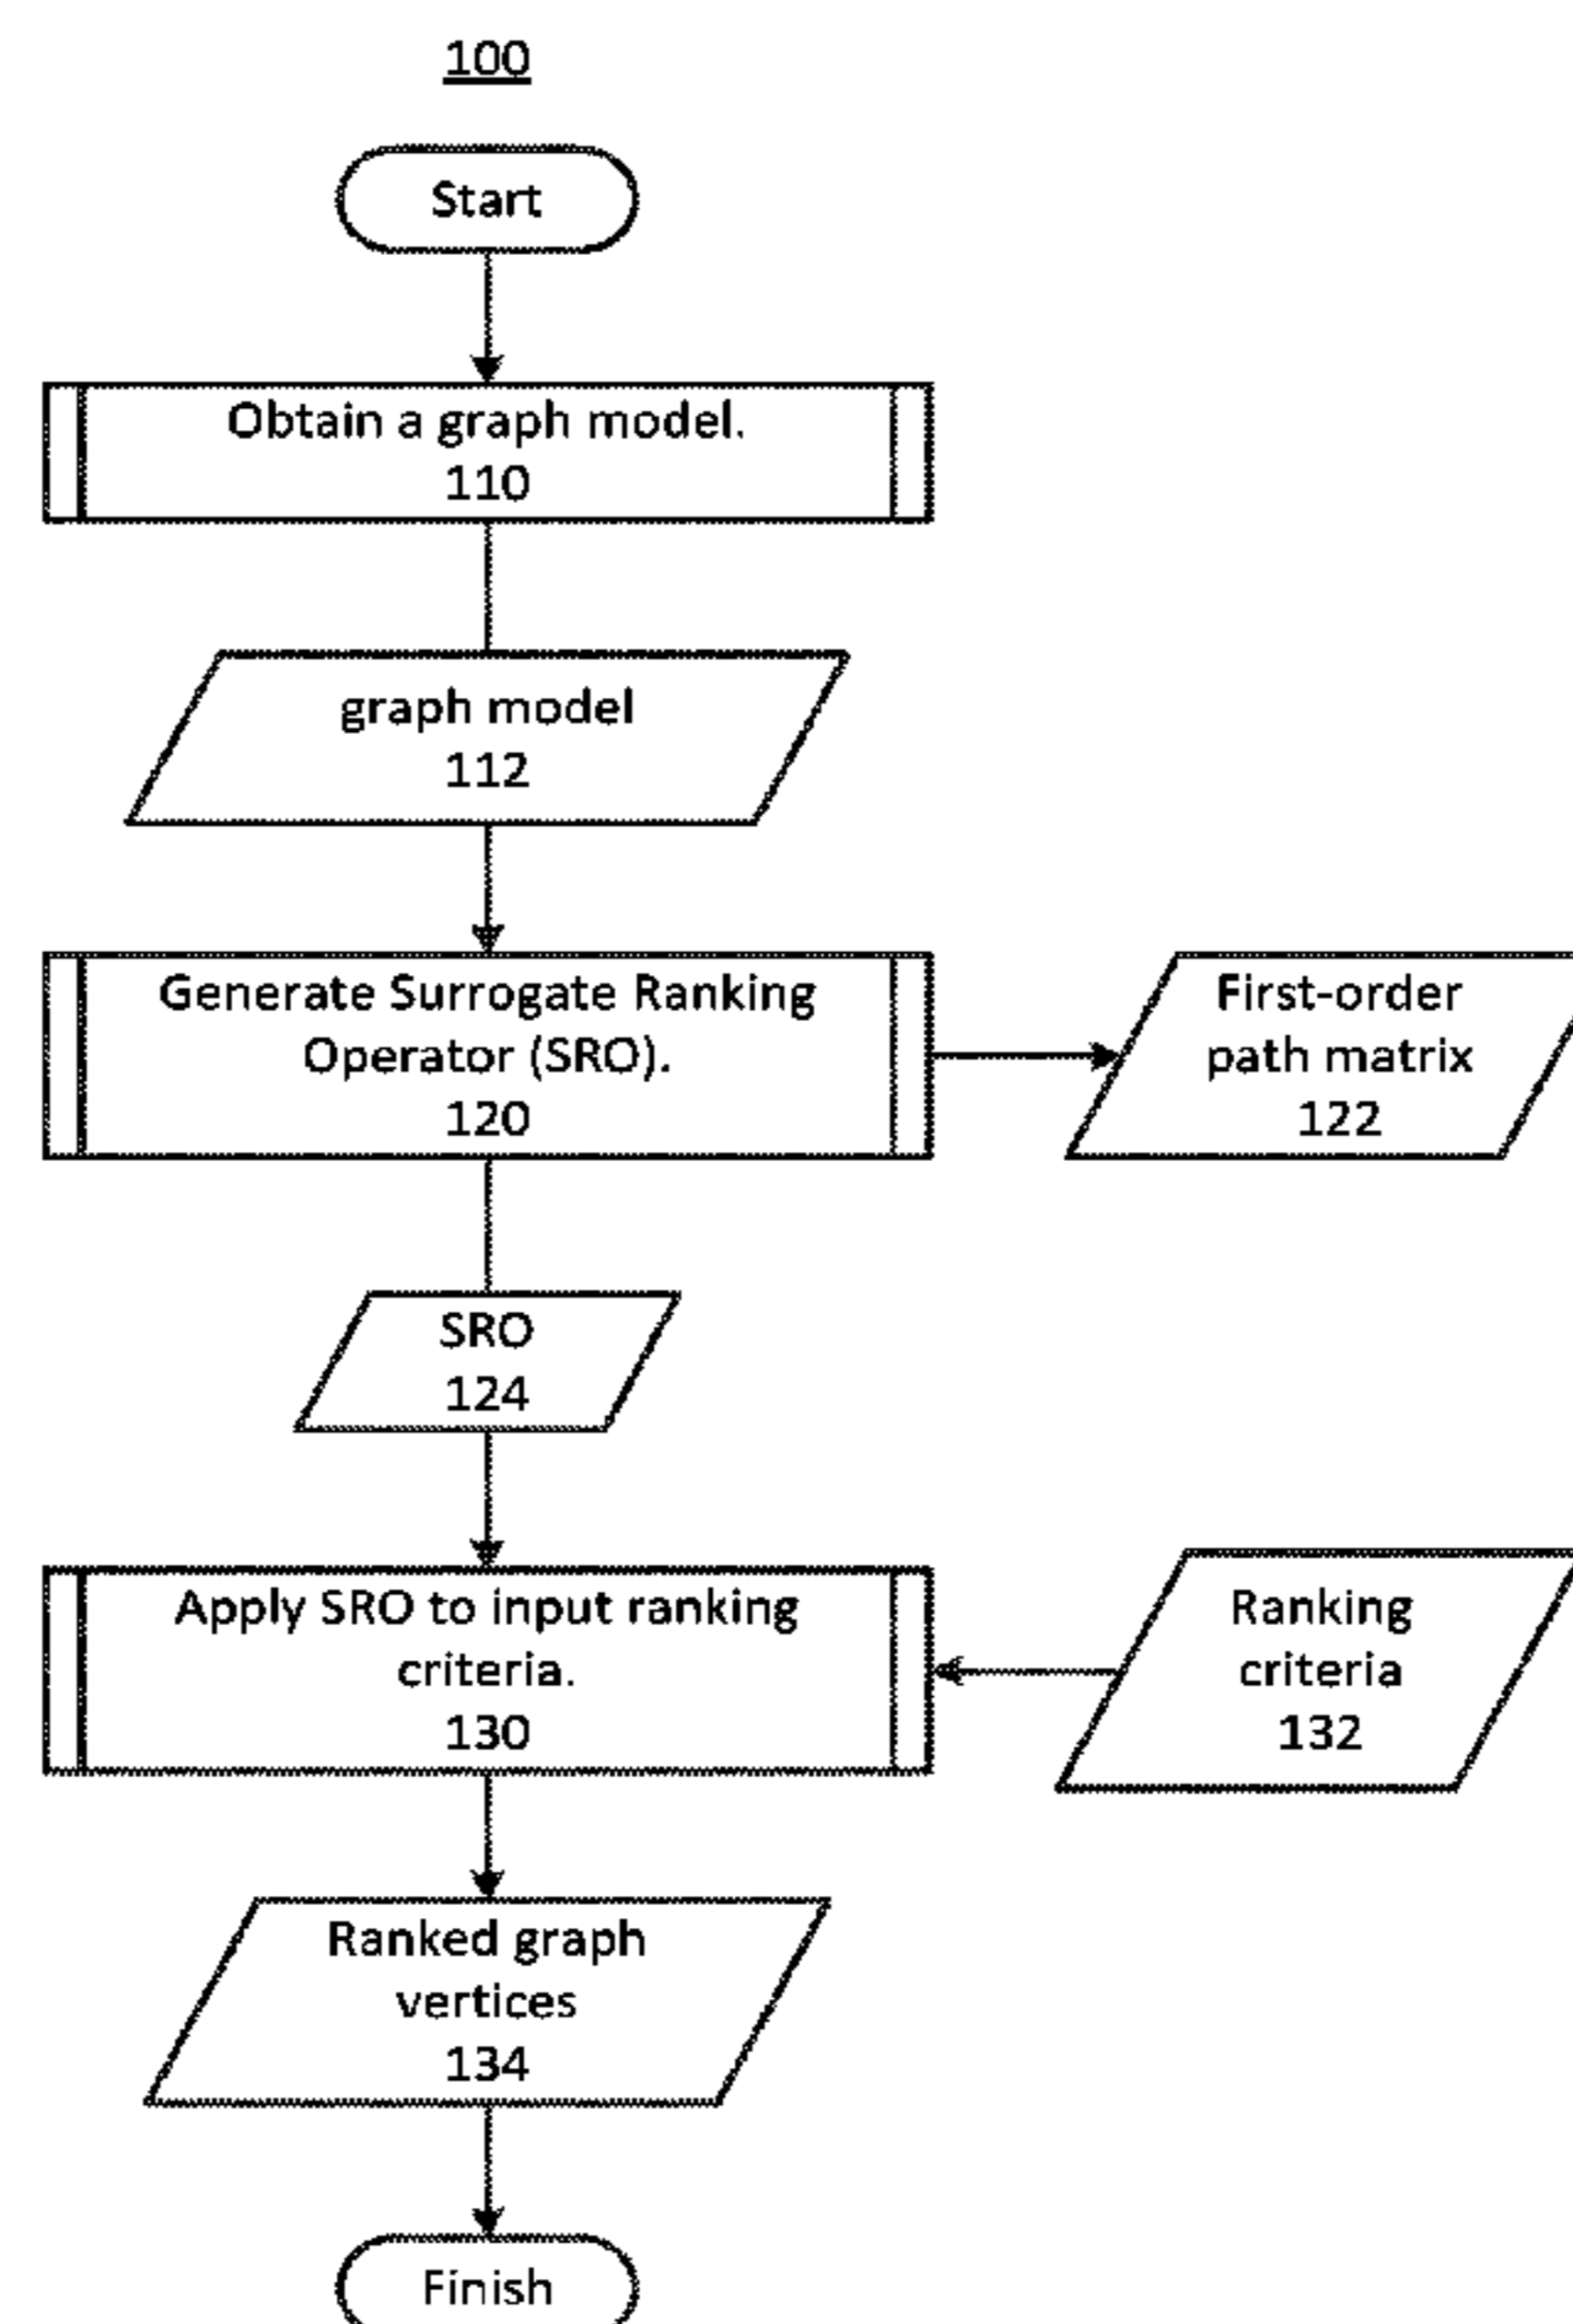 100
Start
Obtain a graph model.
110
graph model
112
Generate Surrogate Ranking
Operator (SRO).
120
First-order
path matrix
122
SRO
124
Apply SRO to input ranking
criteria.
130
Ranking
criteria
132
Ranked graph
vertices
134
Finish